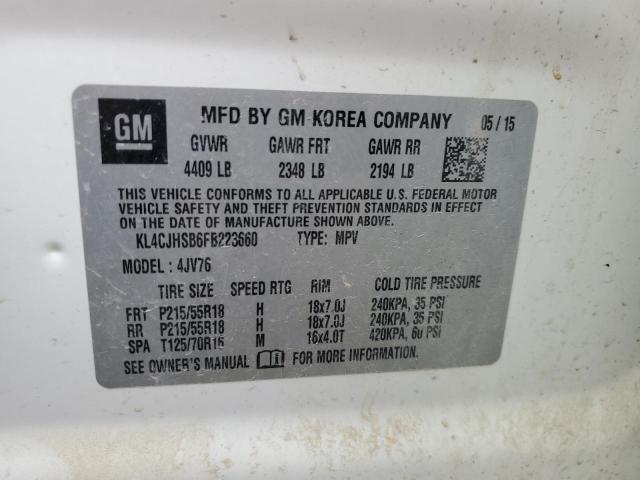 GM MFD BY GM KOREA COMPANY 05/15
GVWR GAWR FRT GAWR RR
4409 LB 2348 LB 2194 LB
THIS VEHICLE CONFORMS TO ALL APPLICABLE U.S. FEDERAL MOTOR
VEHICLE SAFETY AND THEFT PREVENTION STANDARDS IN EFFECT
ON THE DATE OF MANUFACTURE SHOWN ABOVE.
KL4CJHSB6FB223660 TYPE: MPV
MODEL: 4JV76
TIRE SIZE SPEED RTG RIM COLD TIRE PRESSURE
FRT P215/55R18 H 18x7.0J 240KPA, 35 PSI
RR P215/55R18 H 18x7.0J 240KPA, 35 PSI
SPA T125/70R16 M 16x4.0T 420KPA, 60 PSI
SEE OWNER'S MANUAL FOR MORE INFORMATION.